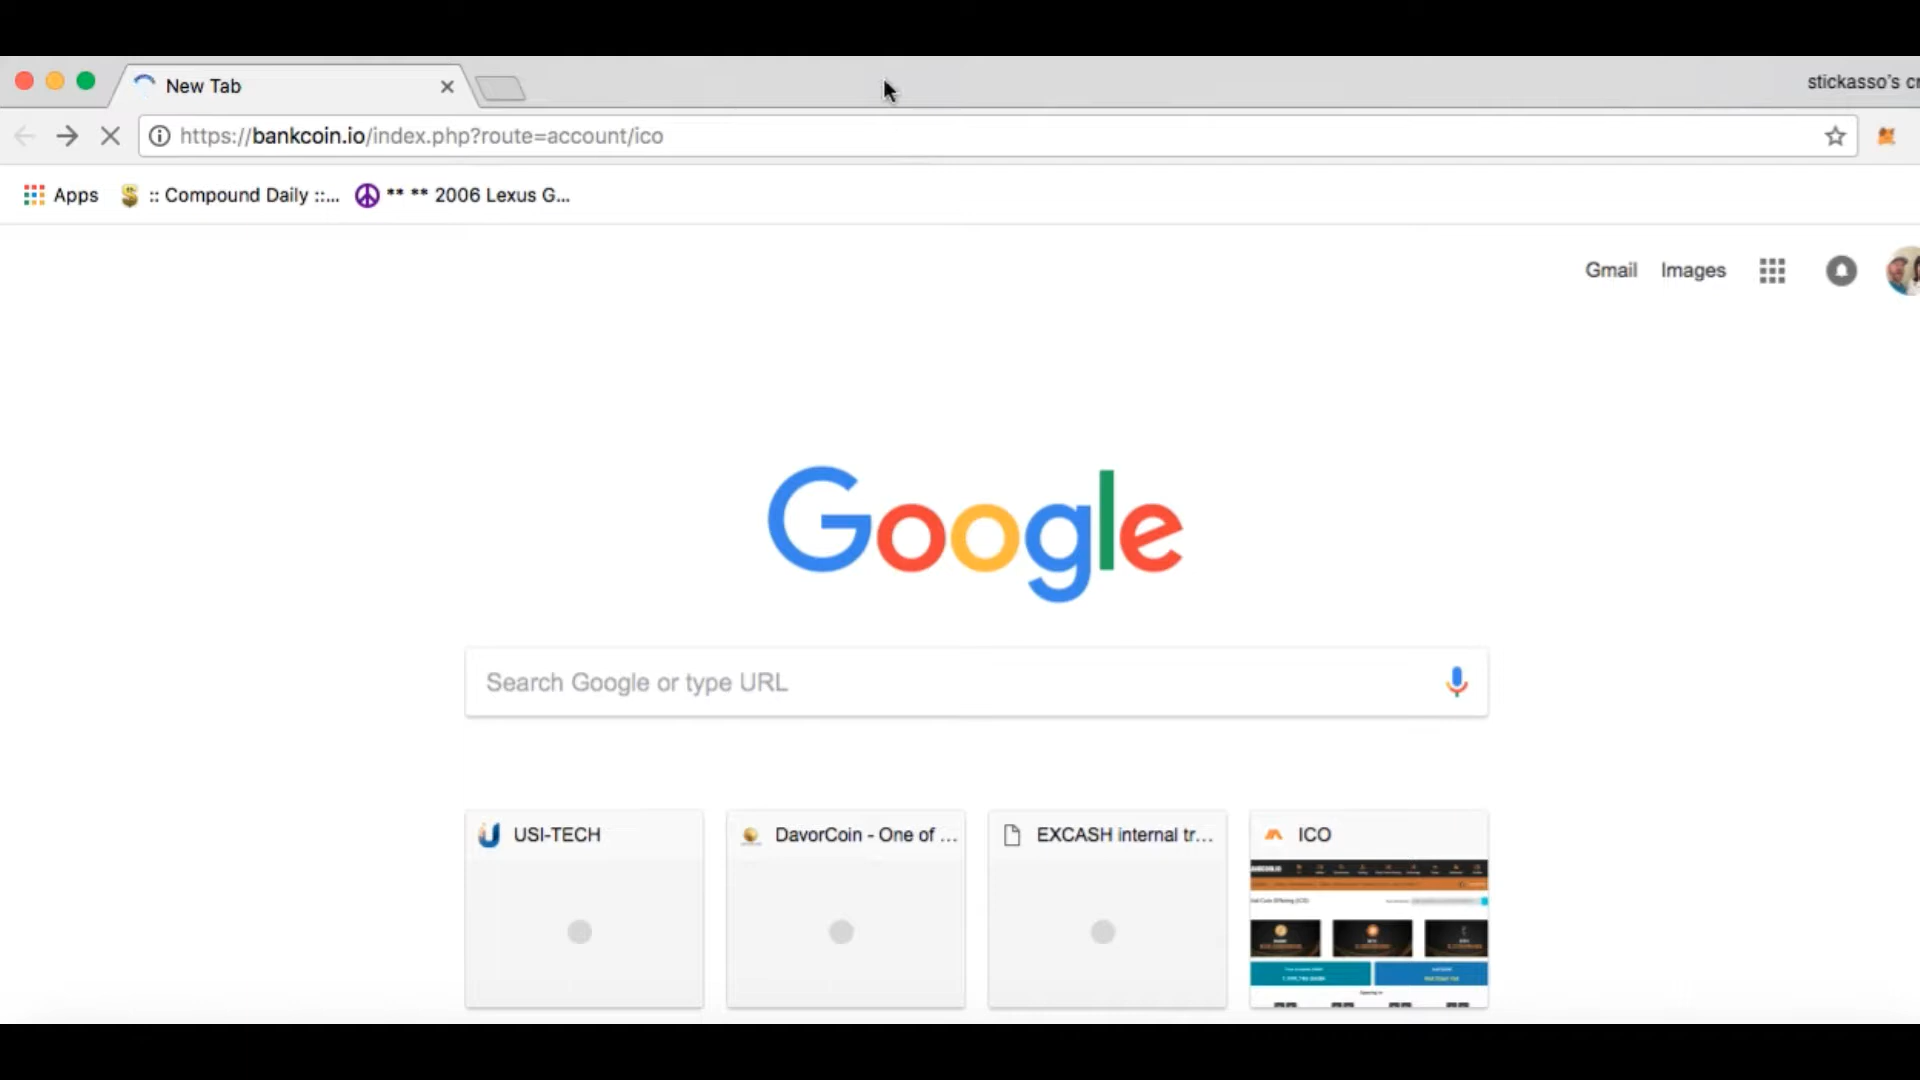 New Tab
stickasso's cr
https://bankcoin.io/index.php?route=account/ico
Apps
:: Compound Daily ::...
** ** 2006 Lexus G...
Gmail
Images
Google
Search Google or type URL
USI-TECH
DavorCoin - One of ...
EXCASH internal tr...
ICO